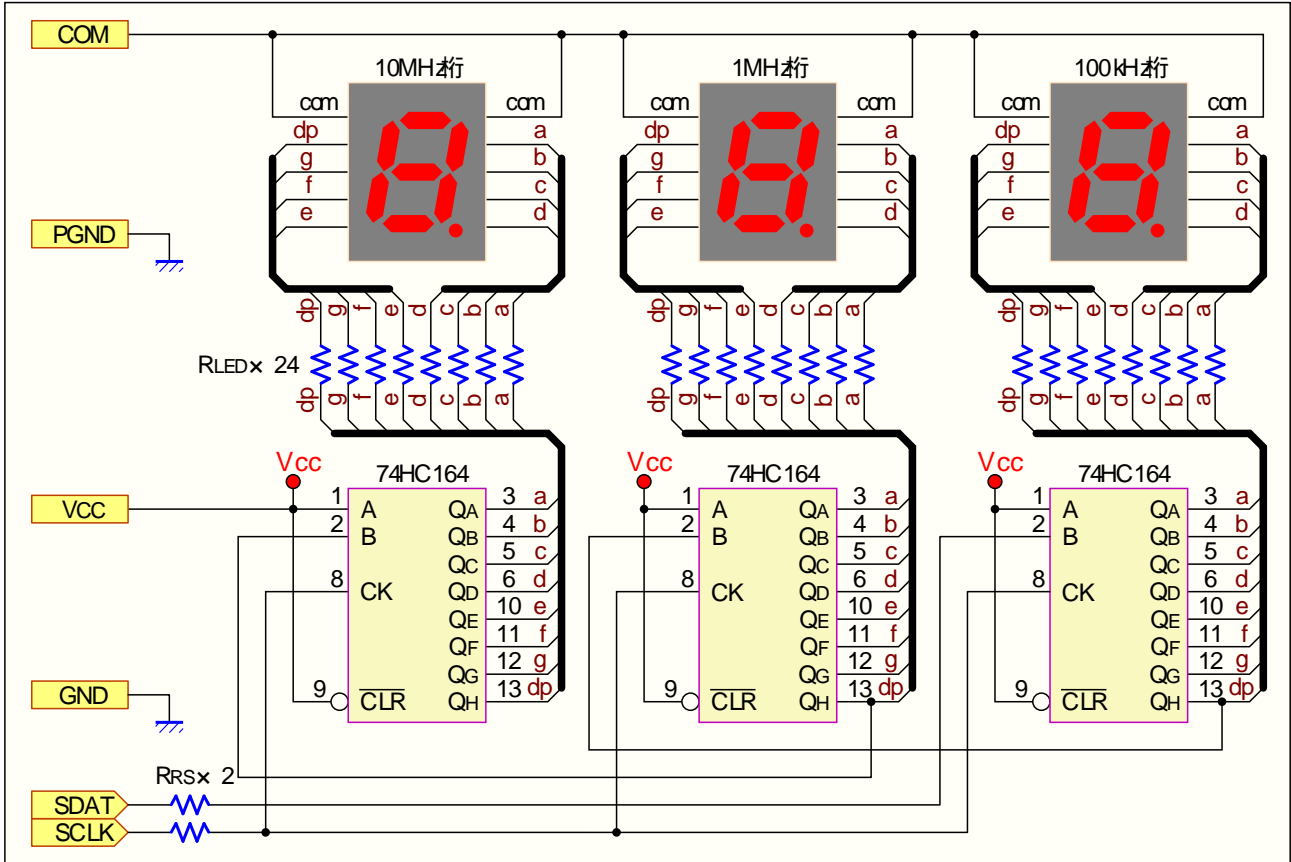 COM
10MHz桁
1MHz桁
100kHz桁
com com com com com com
dp a dp a dp a
g b g b g b
f c f c f c
e d e d e d
PGND
dp g f e d c b a
dp g f e d c b a
dp g f e d c b a
RLED× 24
dp g f e d c b a
dp g f e d c b a
dp g f e d c b a
Vcc 74HC164
Vcc 74HC164
Vcc 74HC164
VCC
1 A QA 3 a
2 B QB 4 b
QC 5 c
8 CK QD 6 d
QE 10 e
QF 11 f
QG 12 g
9 CLR QH 13 dp
1 A QA 3 a
2 B QB 4 b
QC 5 c
8 CK QD 6 d
QE 10 e
QF 11 f
QG 12 g
9 CLR QH 13 dp
1 A QA 3 a
2 B QB 4 b
QC 5 c
8 CK QD 6 d
QE 10 e
QF 11 f
QG 12 g
9 CLR QH 13 dp
GND
RRS× 2
SDAT
SCLK